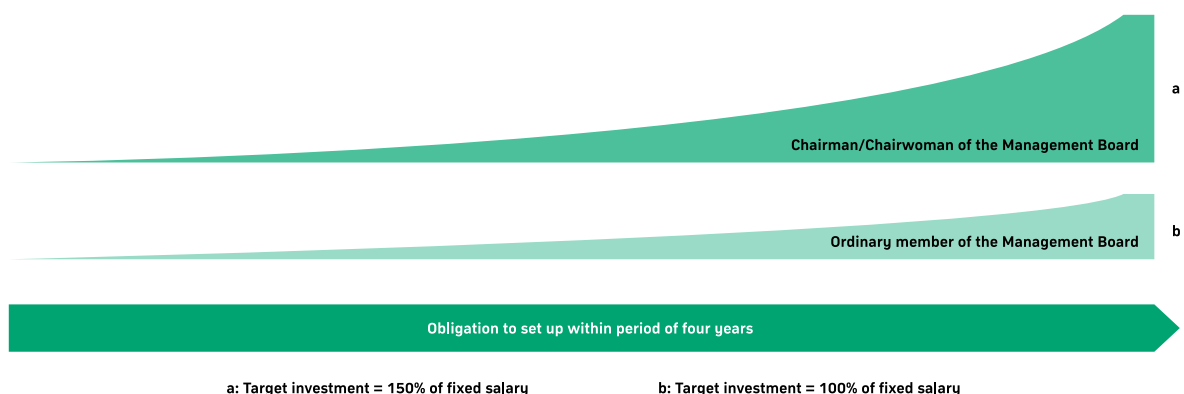 a
Chairman/Chairwoman of the Management Board
b
Ordinary member of the Management Board
Obligation to set up within period of four years
a: Target investment = 150% of fixed salary
b: Target investment = 100% of fixed salary